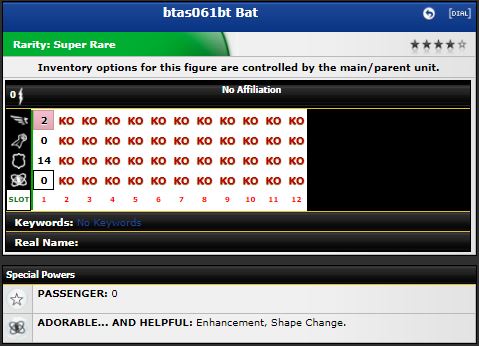 btas061bt Bat
[DIAL]
Rarity: Super Rare
Inventory options for this figure are controlled by the main/parent unit.
0 No Affiliation
2 KO KO KO KO KO KO KO KO KO KO KO
0 KO KO KO KO KO KO KO KO KO KO KO
14 KO KO KO KO KO KO KO KO KO KO KO
0 KO KO KO KO KO KO KO KO KO KO KO
SLOT 1 2 3 4 5 6 7 8 9 10 11 12
Keywords: No Keywords
Real Name:
Special Powers
PASSENGER: 0
ADORABLE... AND HELPFUL: Enhancement, Shape Change.